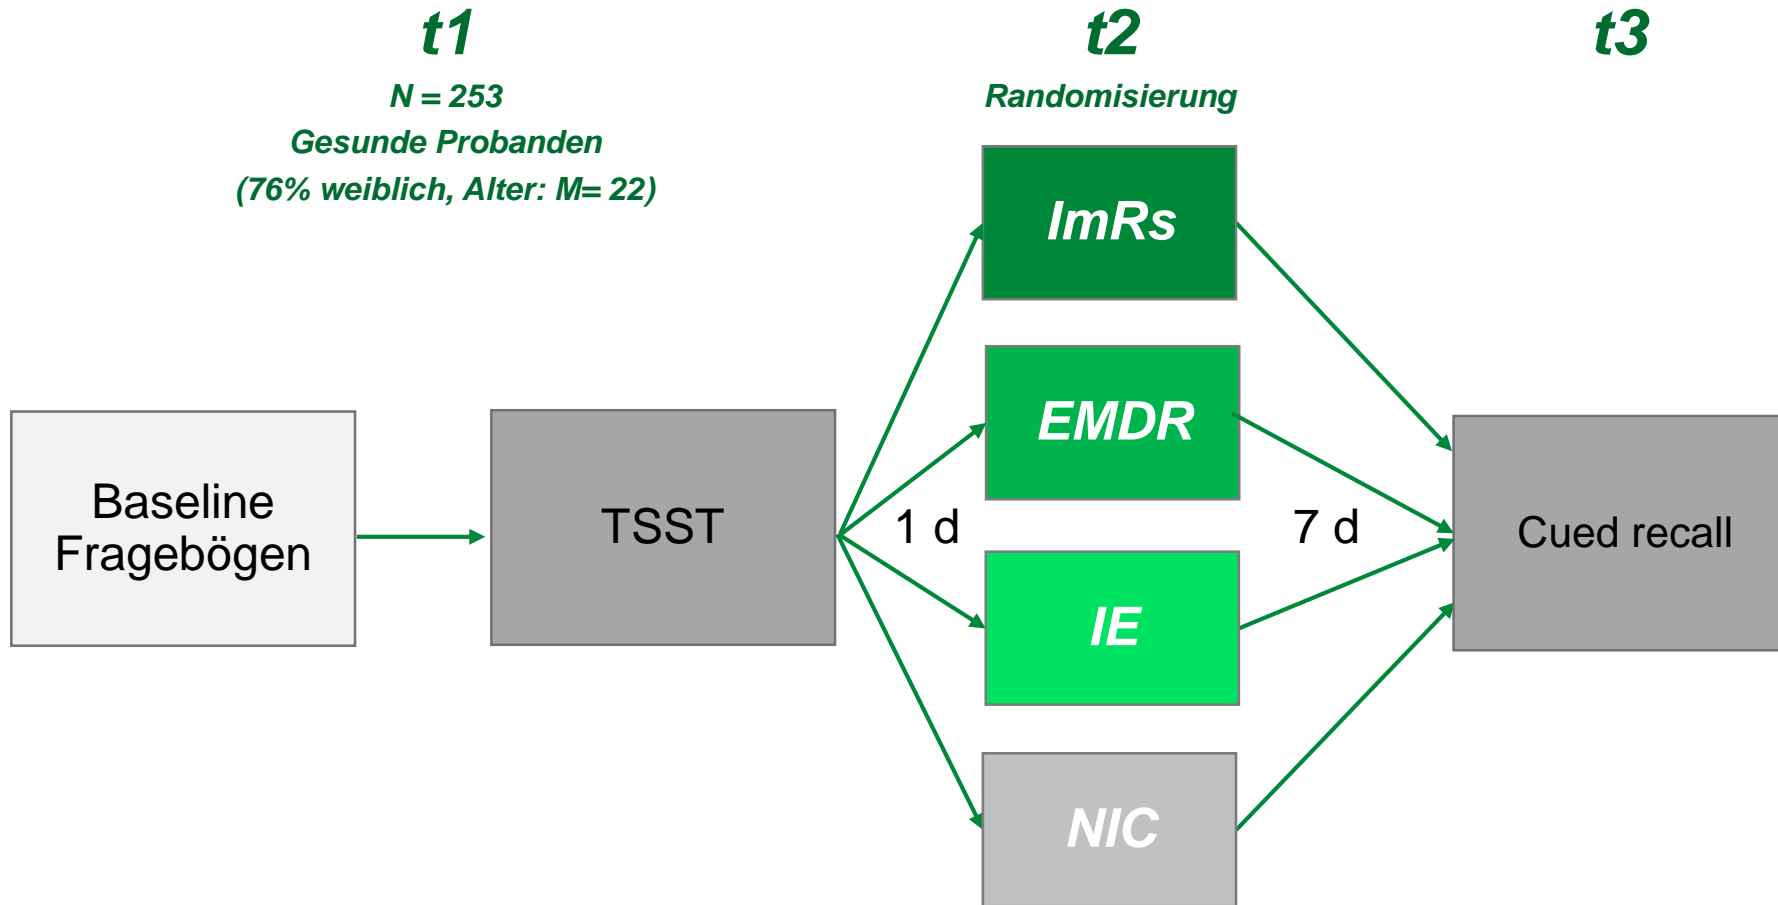 t1
N = 253
Gesunde Probanden
(76% weiblich, Alter: M= 22)
t2
Randomisierung
t3
Baseline
Fragebögen
TSST
1 d
ImRs
EMDR
IE
NIC
7 d
Cued recall